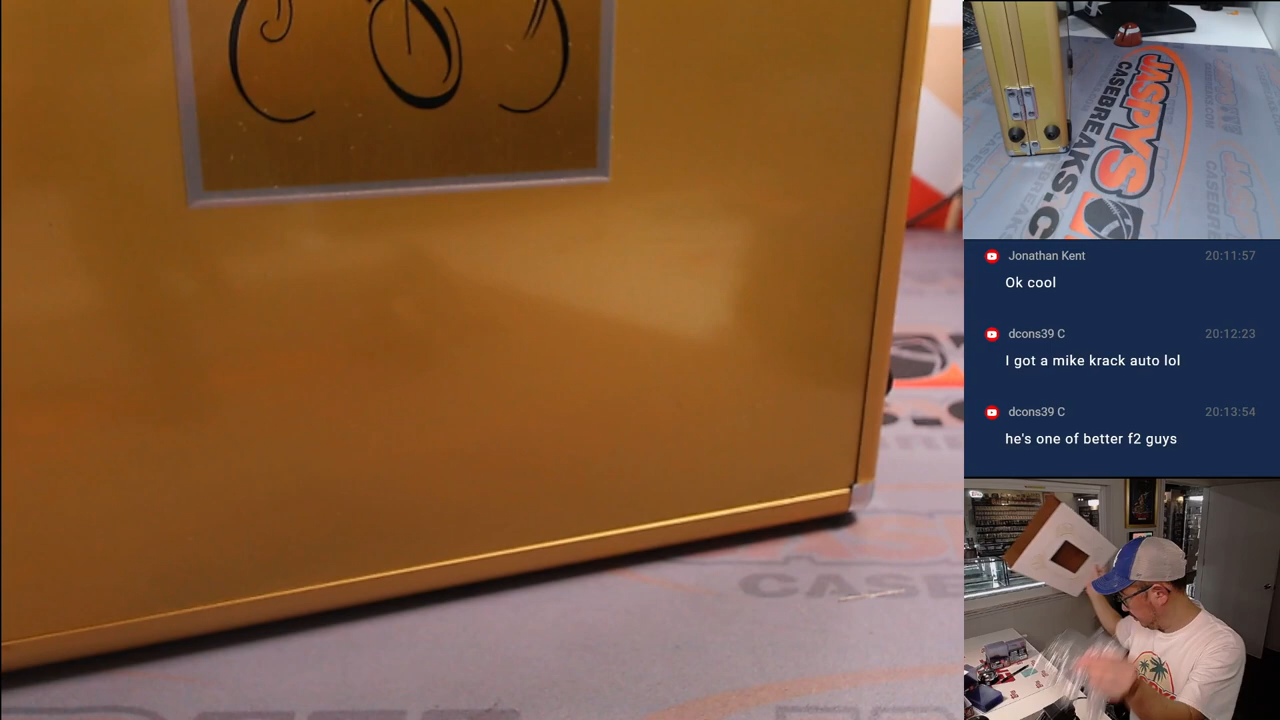 JASPYS
CASEBREAKS.C
Jonathan Kent 20:11:57
Ok cool
dcons39 C 20:12:23
I got a mike krack auto lol
dcons39 C 20:13:54
he's one of better f2 guys
CASE